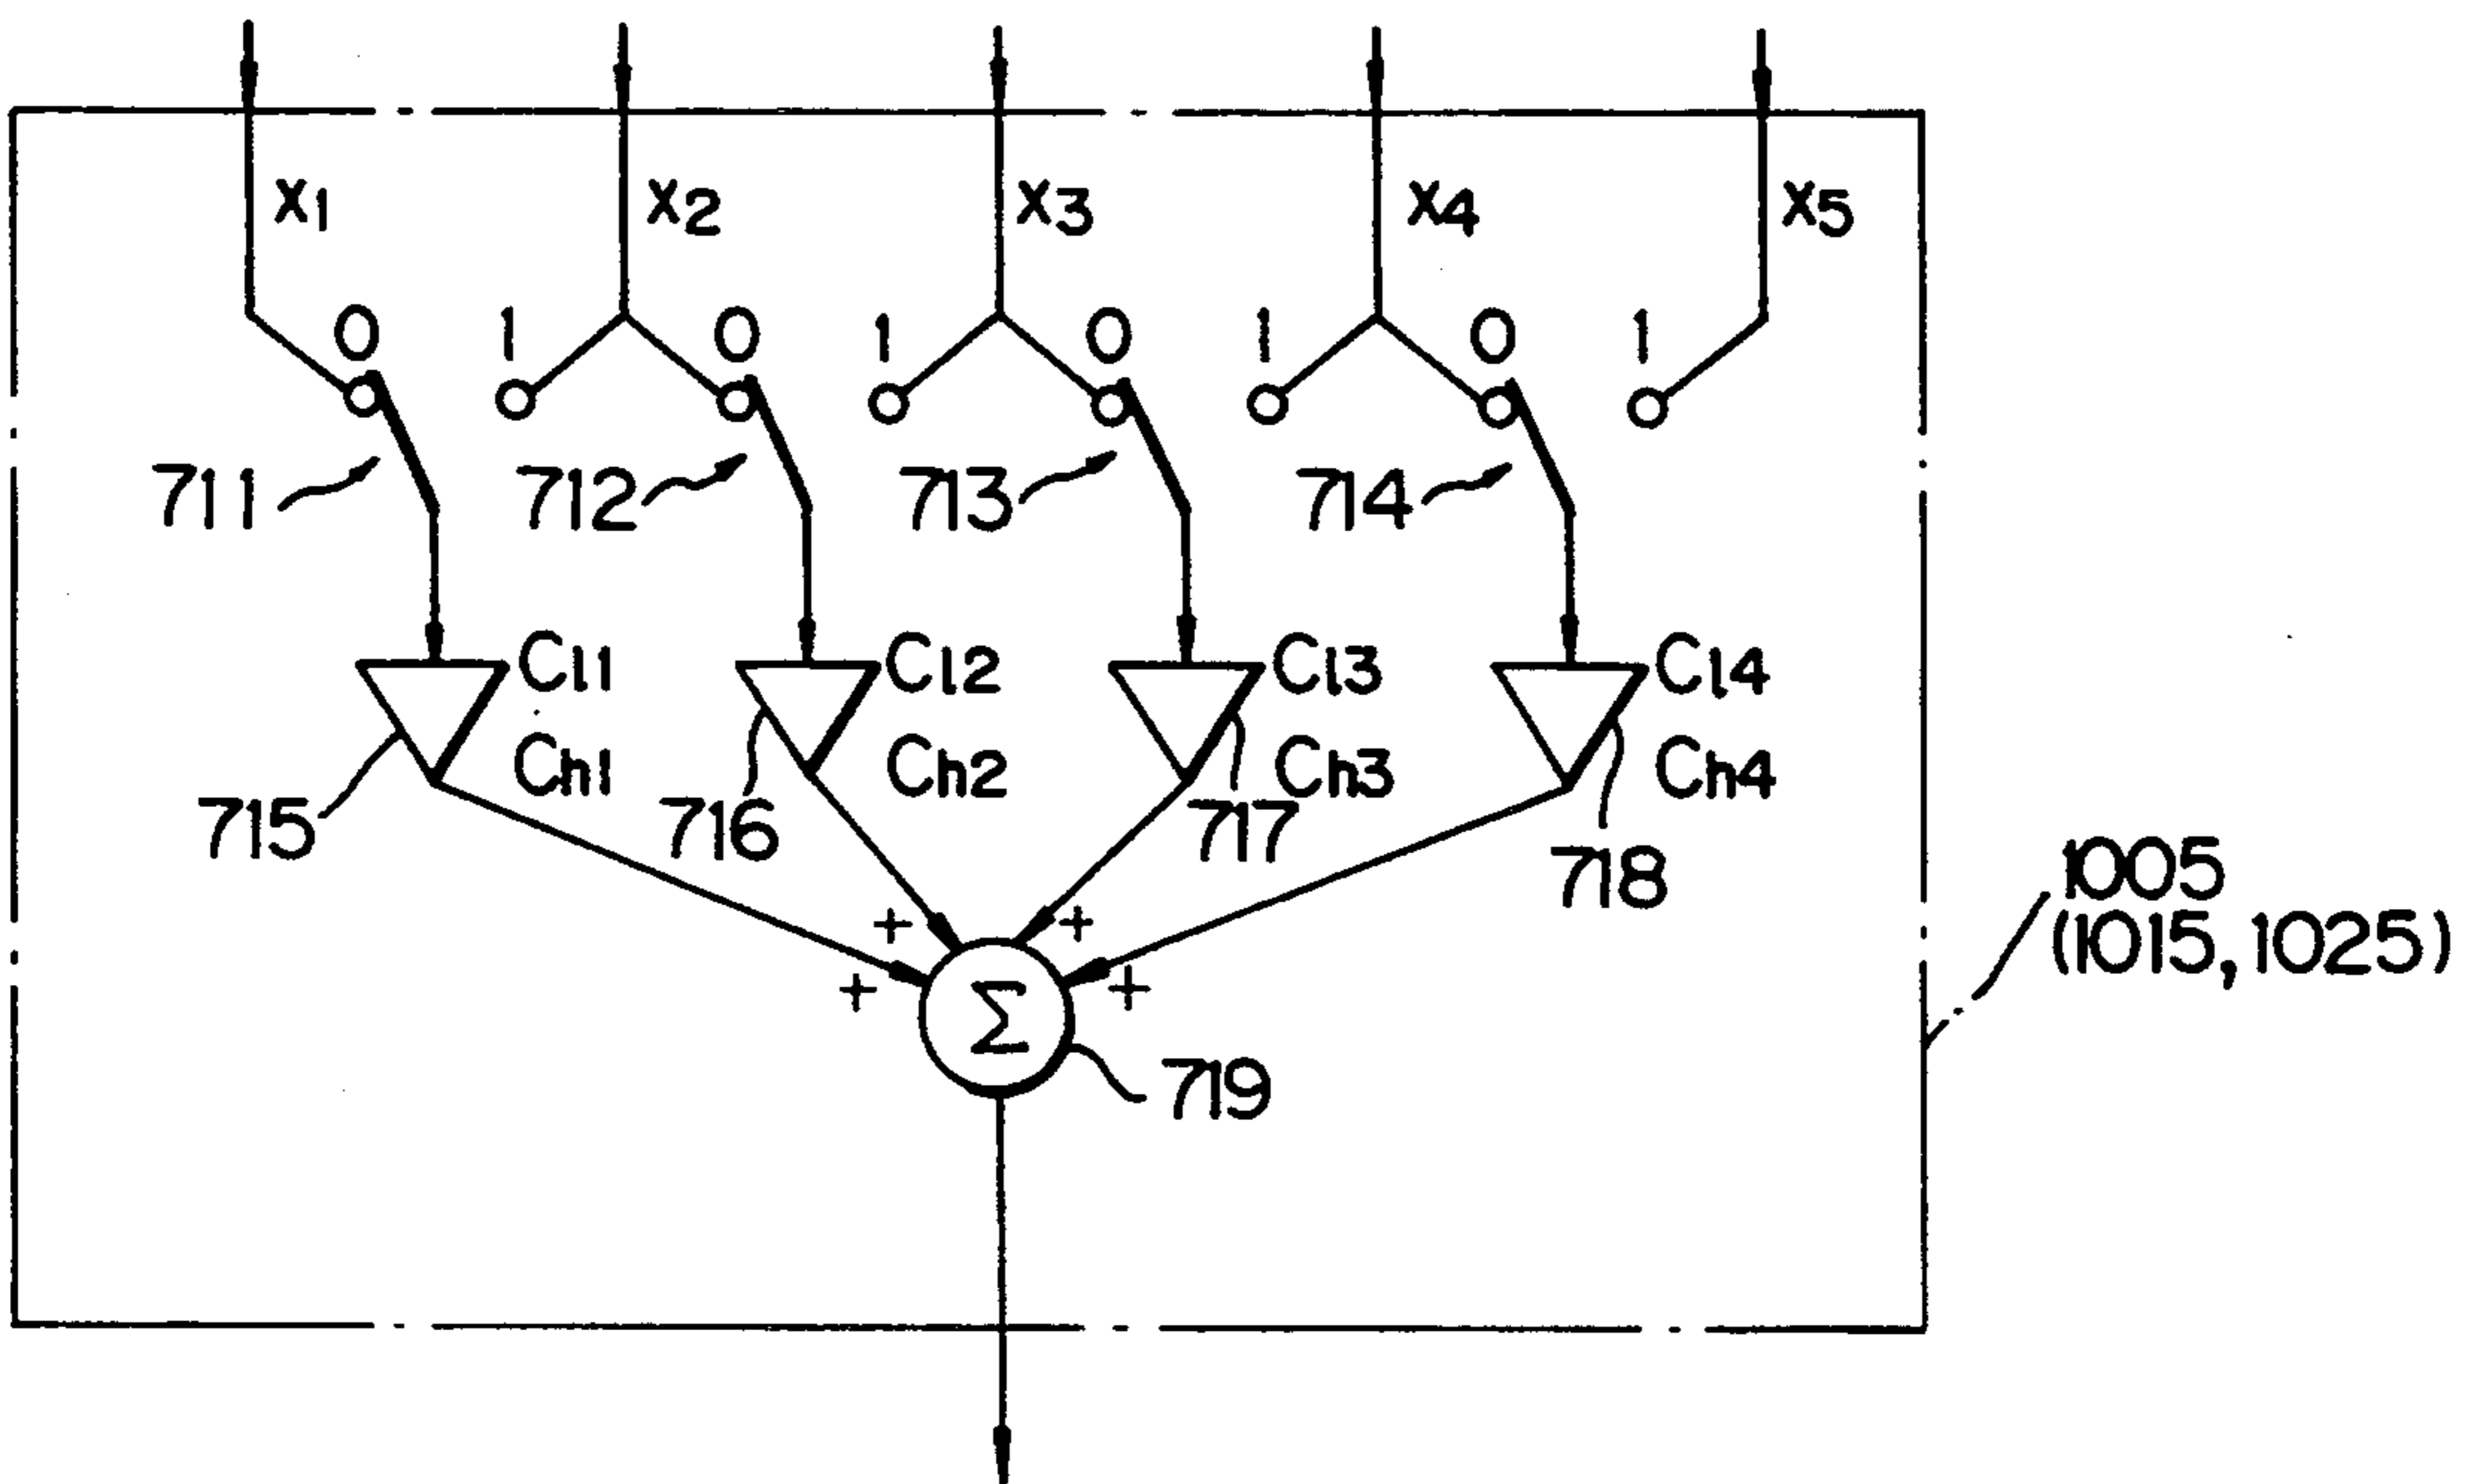 x1 x2 x3 x4 x5
0 1 0 1 0 1 0 1
711 712 713 714
Cl1 Cl2 Cl3 Cl4
Ch1 Ch2 Ch3 Ch4
715 716 717 718
1005
(1015, 1025)
+ +
+ Σ +
719